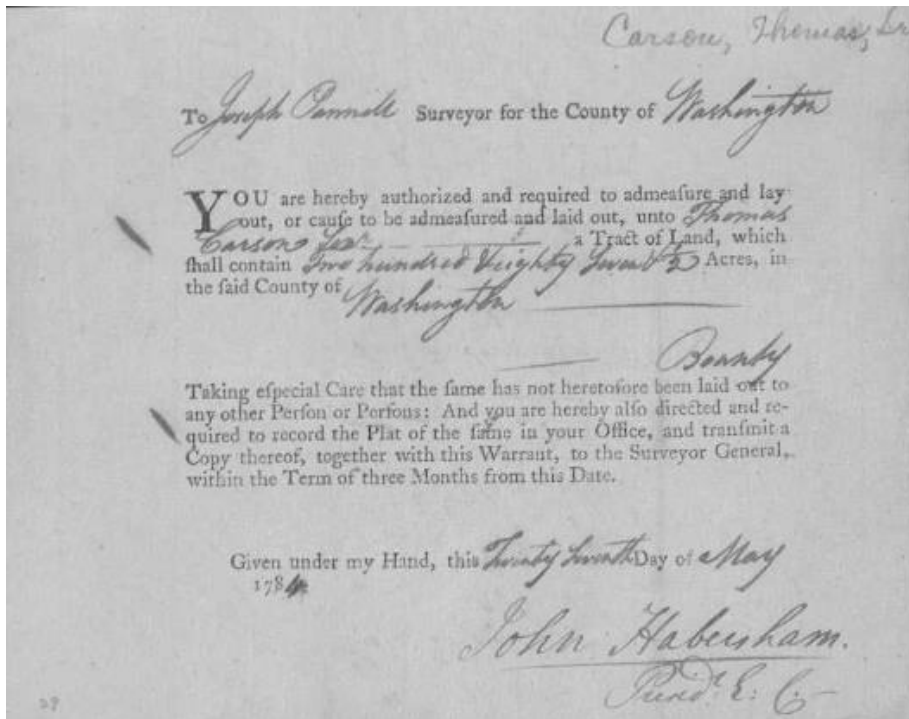 Carson, Thomas, Sr
To Joseph Pannill Surveyor for the County of Washington
YOU are hereby authorized and required to admeaſure and lay
out, or cauſe to be admeaſured and laid out, unto Thomas
Carson Senr. a Tract of Land, which
ſhall contain Two hundred & eighty Seven ½ Acres, in
the ſaid County of Washington
Bounty
Taking eſpecial Care that the ſame has not heretofore been laid out to
any other Perſon or Perſons: And you are hereby alſo directed and re-
quired to record the Plat of the ſame in your Office, and tranſmit a
Copy thereof, together with this Warrant, to the Surveyor General,
within the Term of three Months from this Date.
Given under my Hand, this Twenty Seventh Day of May
1784
John Habersham.
Presdt. E: C:
29